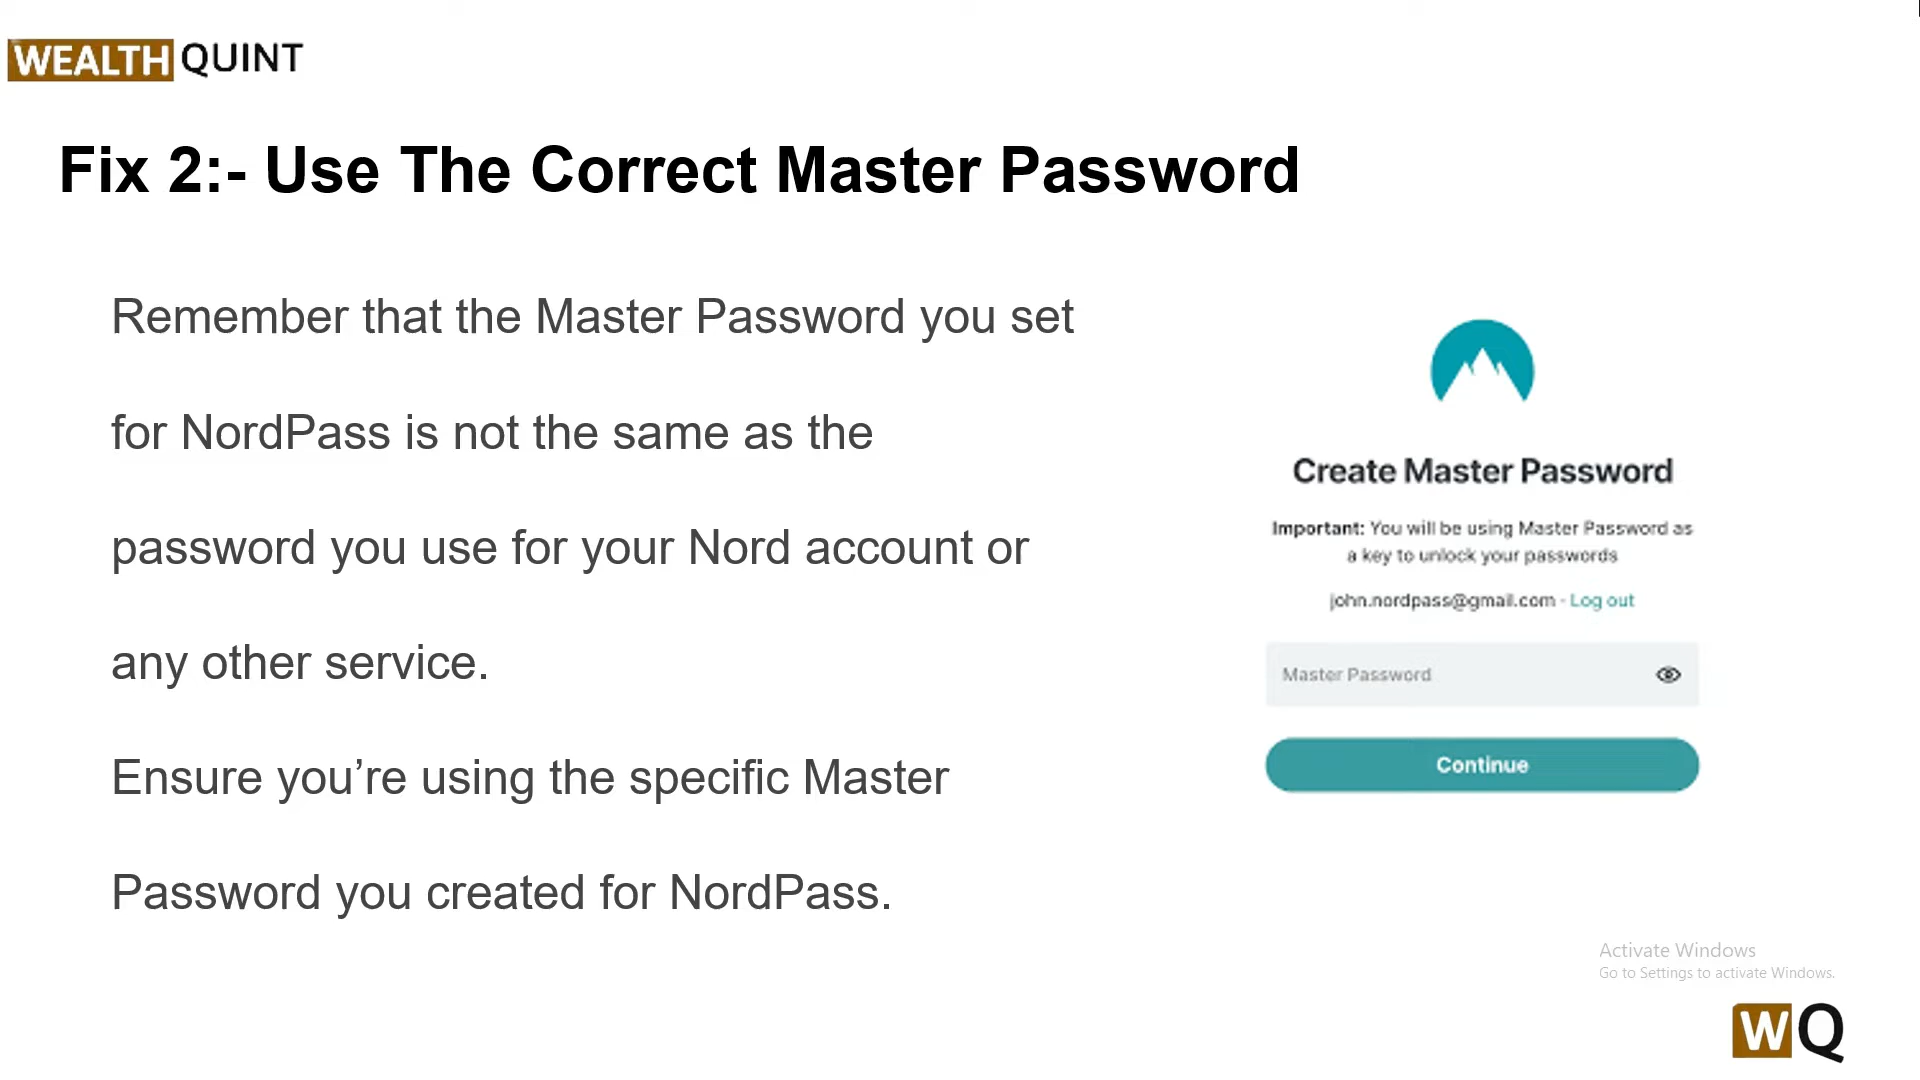 WEALTH QUINT
Fix 2:- Use The Correct Master Password
Remember that the Master Password you set
for NordPass is not the same as the
password you use for your Nord account or
any other service.
Ensure you’re using the specific Master
Password you created for NordPass.
Create Master Password
Important: You will be using Master Password as
a key to unlock your passwords
john.nordpass@gmail.com - Log out
Master Password
Continue
Activate Windows
Go to Settings to activate Windows.
WQ